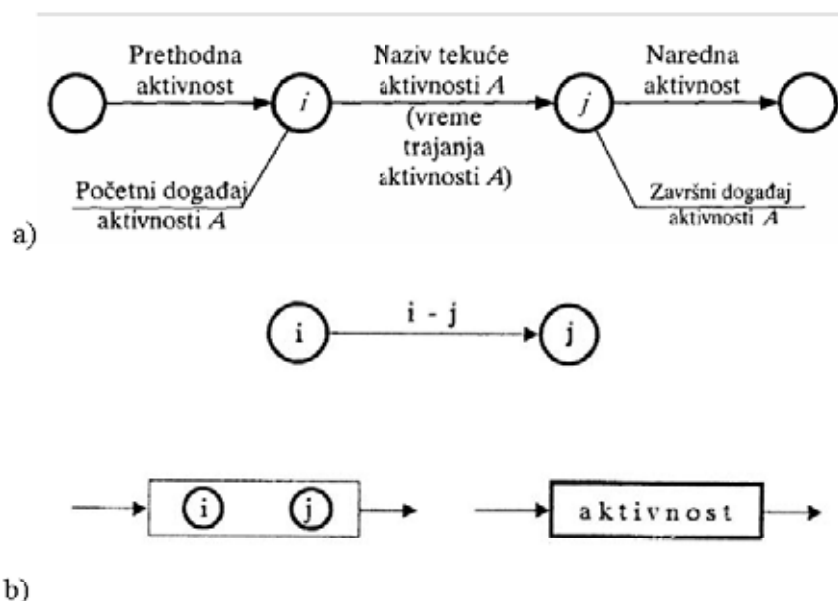 Prethodna
aktivnost
i
Naziv tekuće
aktivnosti A
(vreme
trajanja
aktivnosti A)
j
Naredna
aktivnost
Početni događaj
aktivnosti A
Završni događaj
aktivnosti A
a)
i
i - j
j
i
j
aktivnost
b)